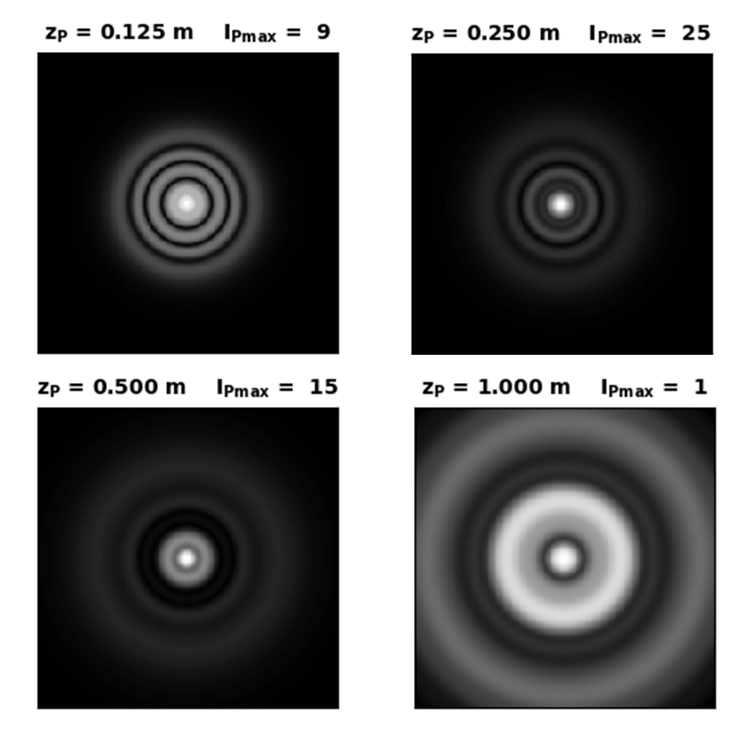 zP = 0.125 m IPmax = 9
zP = 0.250 m IPmax = 25
zP = 0.500 m IPmax = 15
zP = 1.000 m IPmax = 1